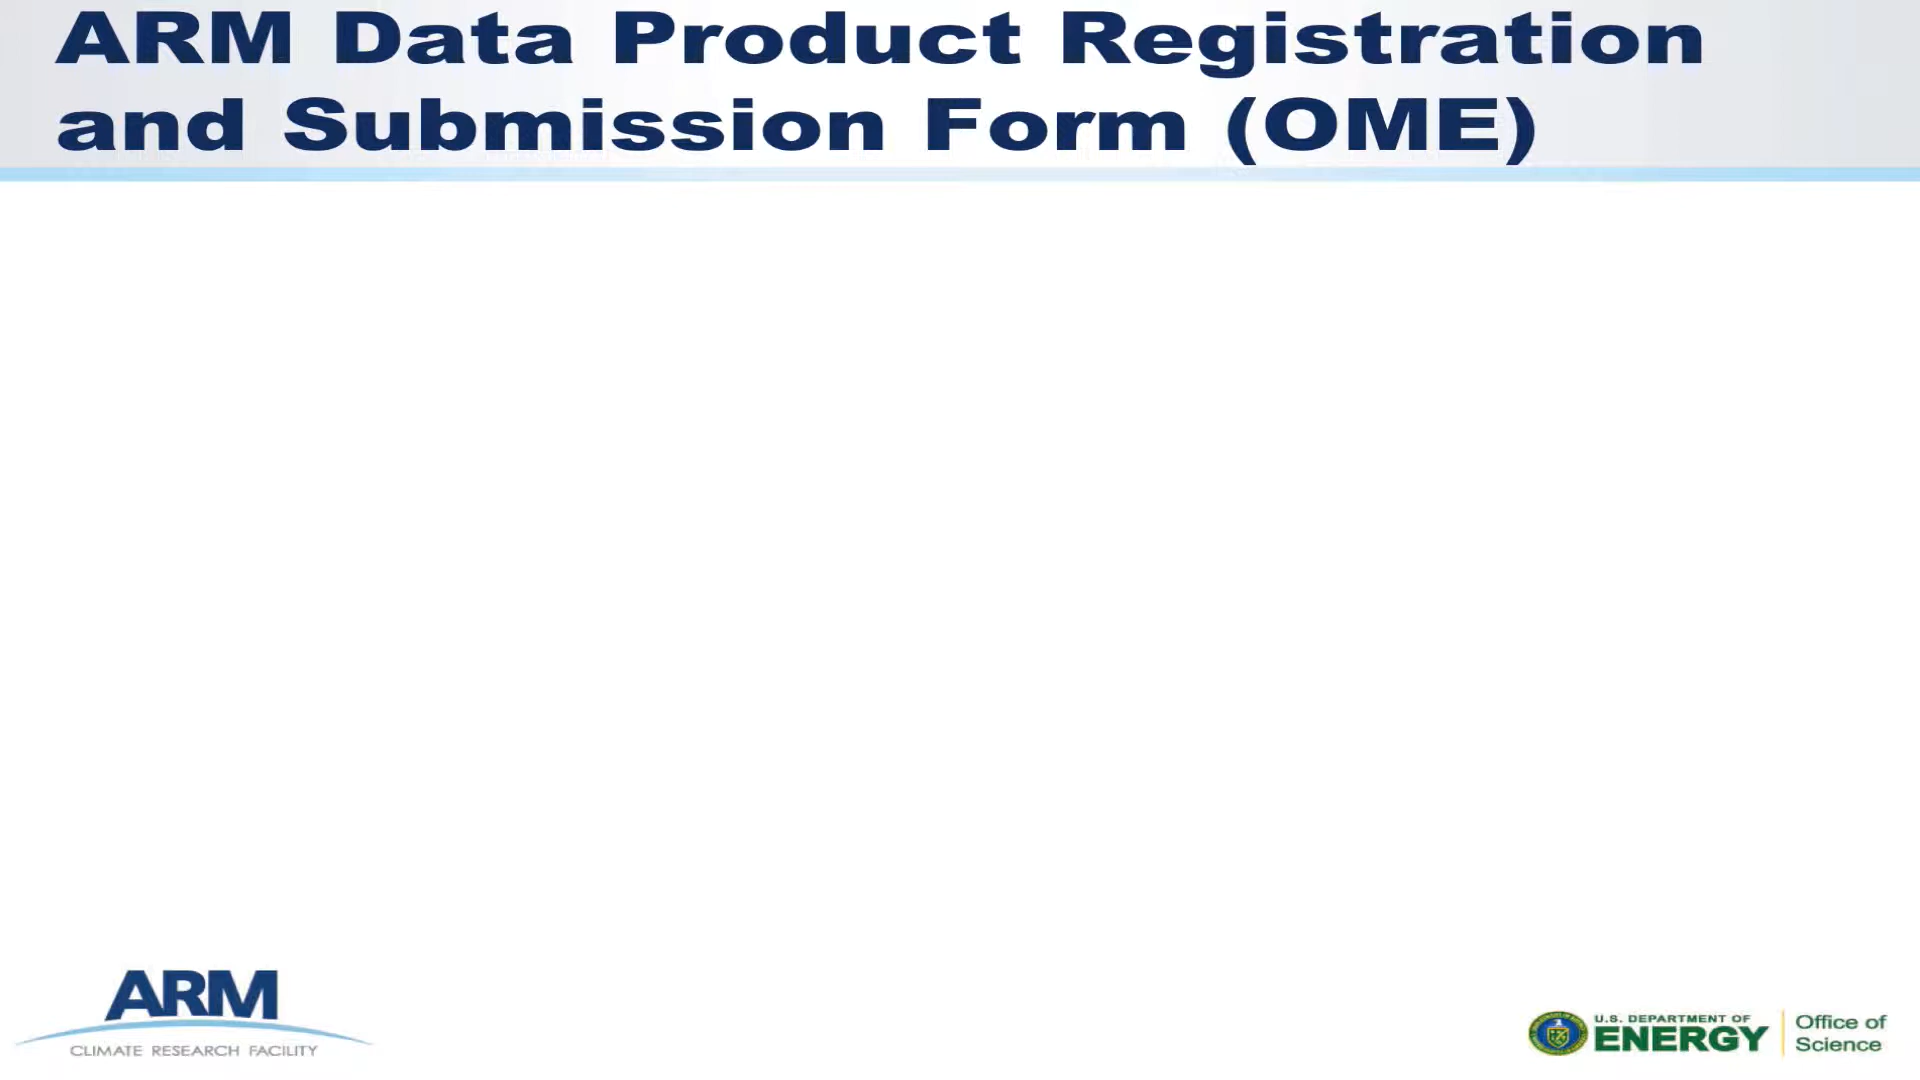 ARM Data Product Registration
and Submission Form (OME)
ARM
CLIMATE RESEARCH FACILITY
U.S. DEPARTMENT OF
ENERGY
Office of
Science